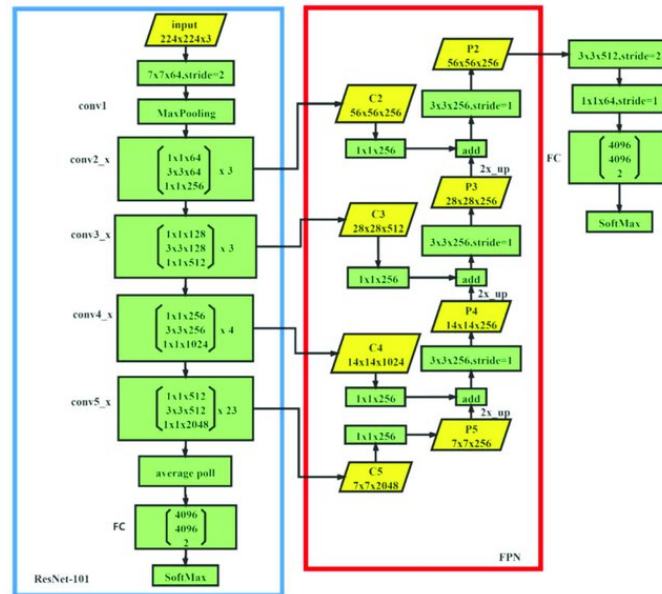 input
224x224x3
7x7x64,stride=2
conv1
MaxPooling
conv2_x
1x1x64
3x3x64
1x1x256
x 3
conv3_x
1x1x128
3x3x128
1x1x512
x 3
conv4_x
1x1x256
3x3x256
1x1x1024
x 4
conv5_x
1x1x512
3x3x512
1x1x2048
x 23
average poll
FC
4096
4096
2
SoftMax
ResNet-101
C2
56x56x256
1x1x256
C3
28x28x512
1x1x256
C4
14x14x1024
1x1x256
1x1x256
C5
7x7x2048
P2
56x56x256
3x3x256,stride=1
add
2x_up
P3
28x28x256
3x3x256,stride=1
add
2x_up
P4
14x14x256
3x3x256,stride=1
add
2x_up
P5
7x7x256
FPN
3x3x512,stride=2
1x1x64,stride=1
FC
4096
4096
2
SoftMax